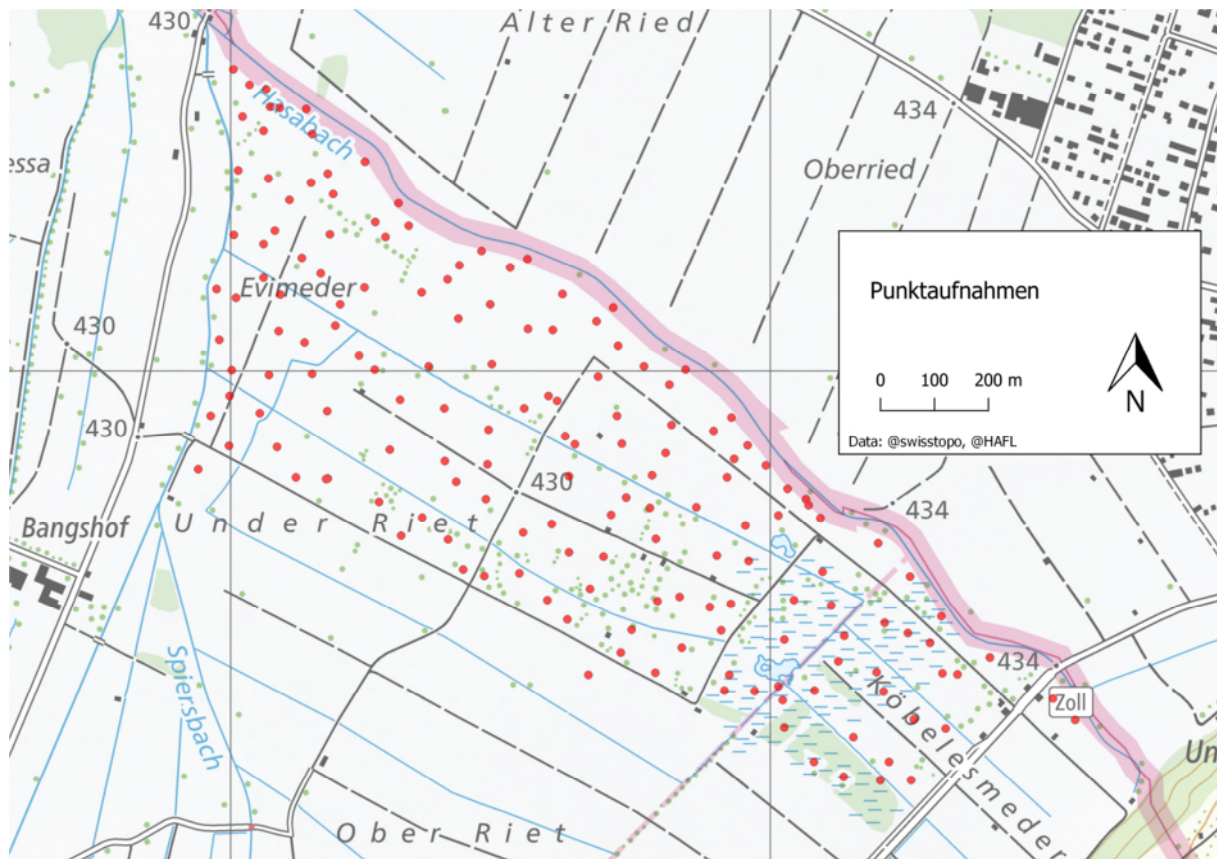 430
Alter Ried
Hasabach
434
essa
Oberried
Punktaufnahmen
Evimeder
430
0 100 200 m
N
430
Data: @swisstopo, @HAFL
430
434
Bangshof
Under Riet
434
Zoll
Spiersbach
Köbelesmeder
Un
Ober Riet